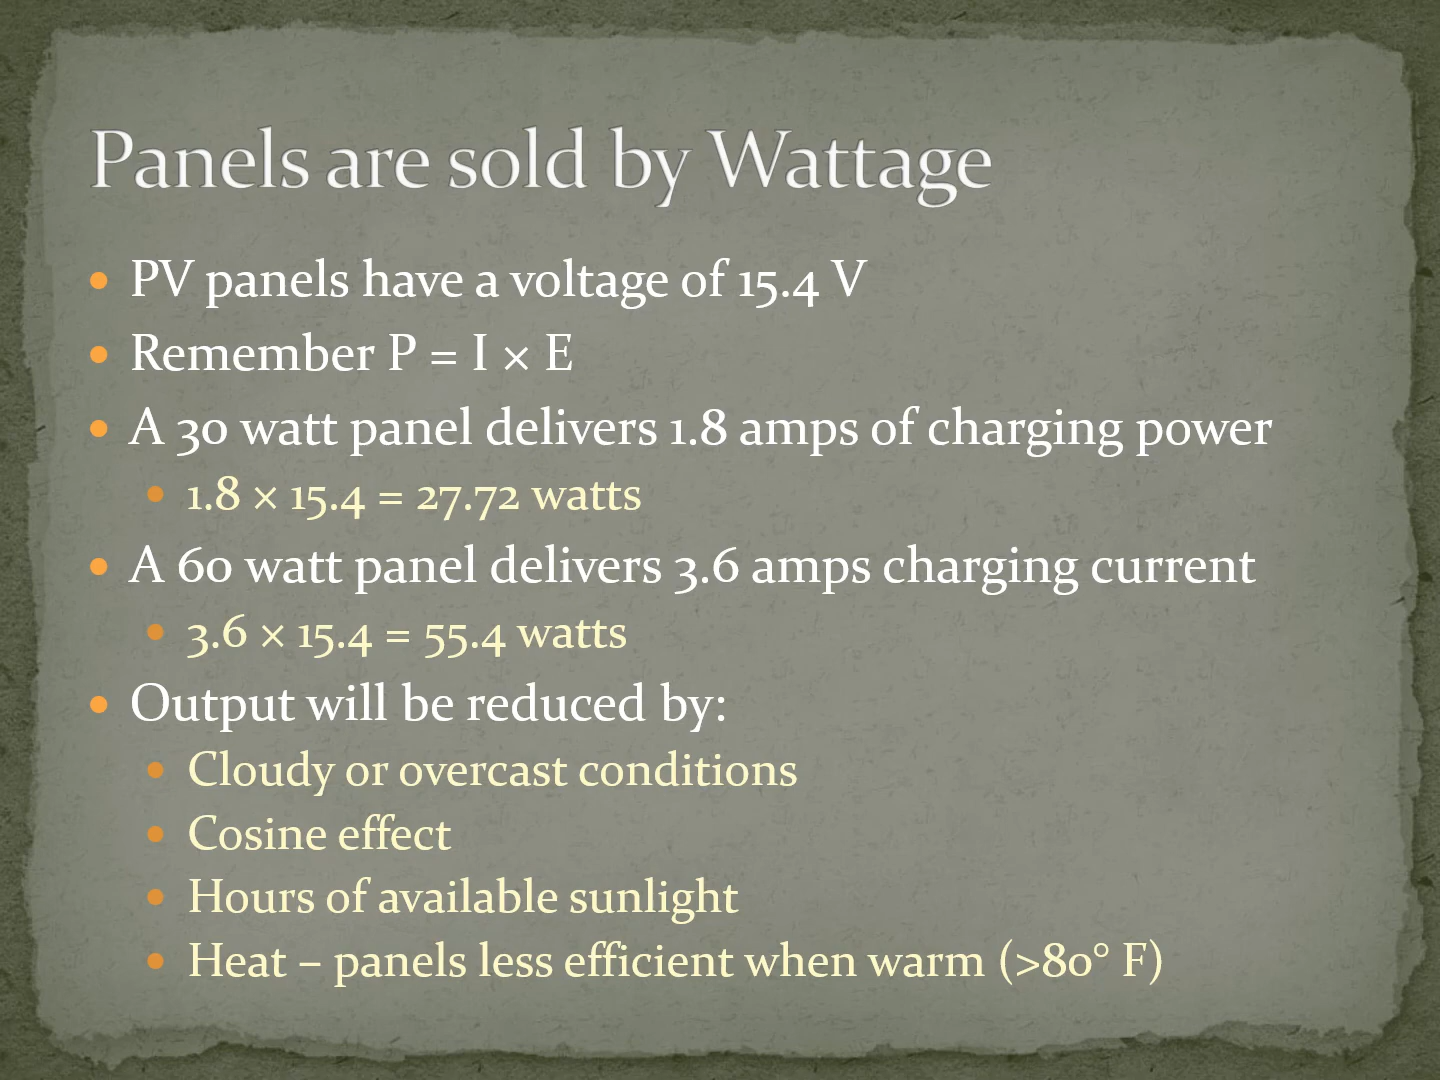 Panels are sold by Wattage
PV panels have a voltage of 15.4 V
Remember P = I × E
A 30 watt panel delivers 1.8 amps of charging power
1.8 × 15.4 = 27.72 watts
A 60 watt panel delivers 3.6 amps charging current
3.6 × 15.4 = 55.4 watts
Output will be reduced by:
Cloudy or overcast conditions
Cosine effect
Hours of available sunlight
Heat – panels less efficient when warm (>80° F)